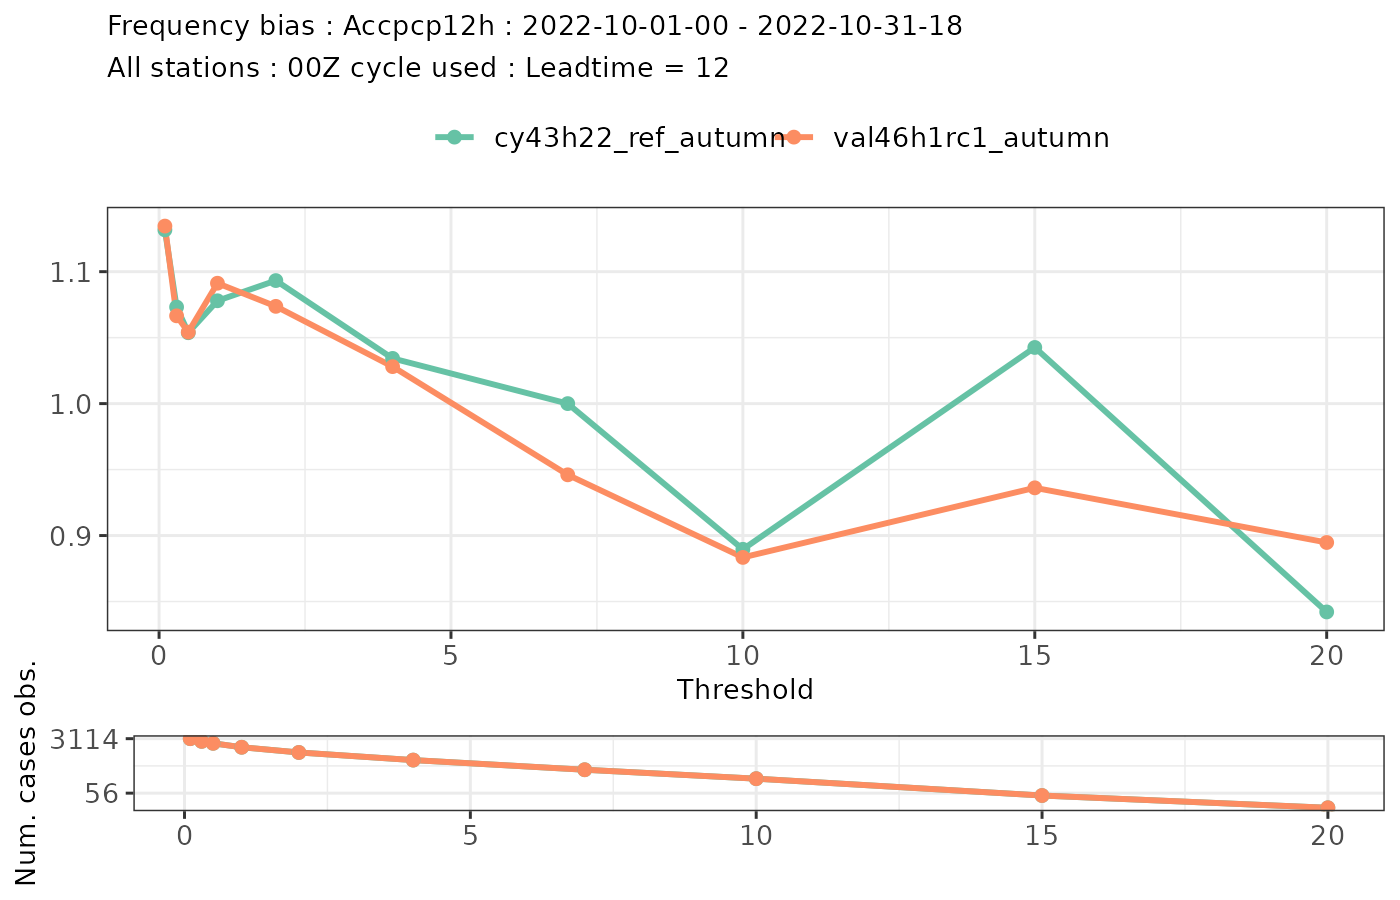 Frequency bias : Accpcp12h : 2022-10-01-00 - 2022-10-31-18
All stations : 00Z cycle used : Leadtime = 12
cy43h22_ref_autumn val46h1rc1_autumn
1.1
1.0
0.9
0 5 10 15 20
Threshold
Num. cases obs.
3114
56
0 5 10 15 20